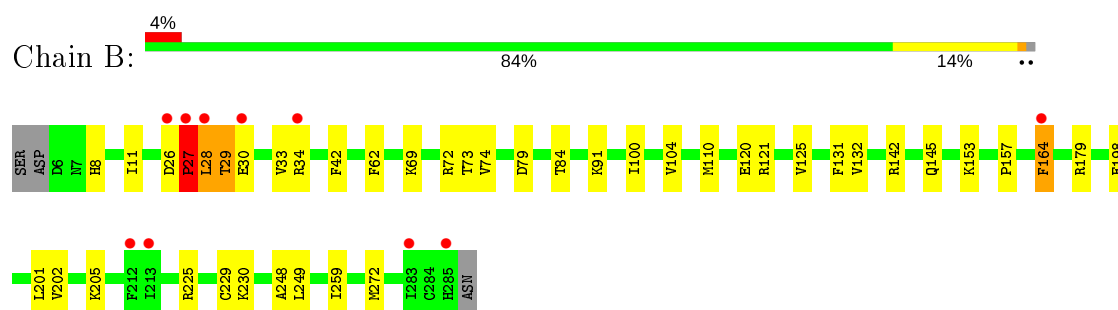 4%
Chain B:
84%
14%
SER ASP D6 N7 H8 I11 D26 P27 L28 T29 E30 V33 R34 F42 F62 K69 R72 T73 V74 D79 T84 K91 I100 V104 M110 E120 R121 V125 F131 V132 R142 Q145 K153 P157 F164 R179
L201 V202 K205 F212 I213 R225 C229 K230 A248 L249 I259 M272 I283 C284 H285 ASN